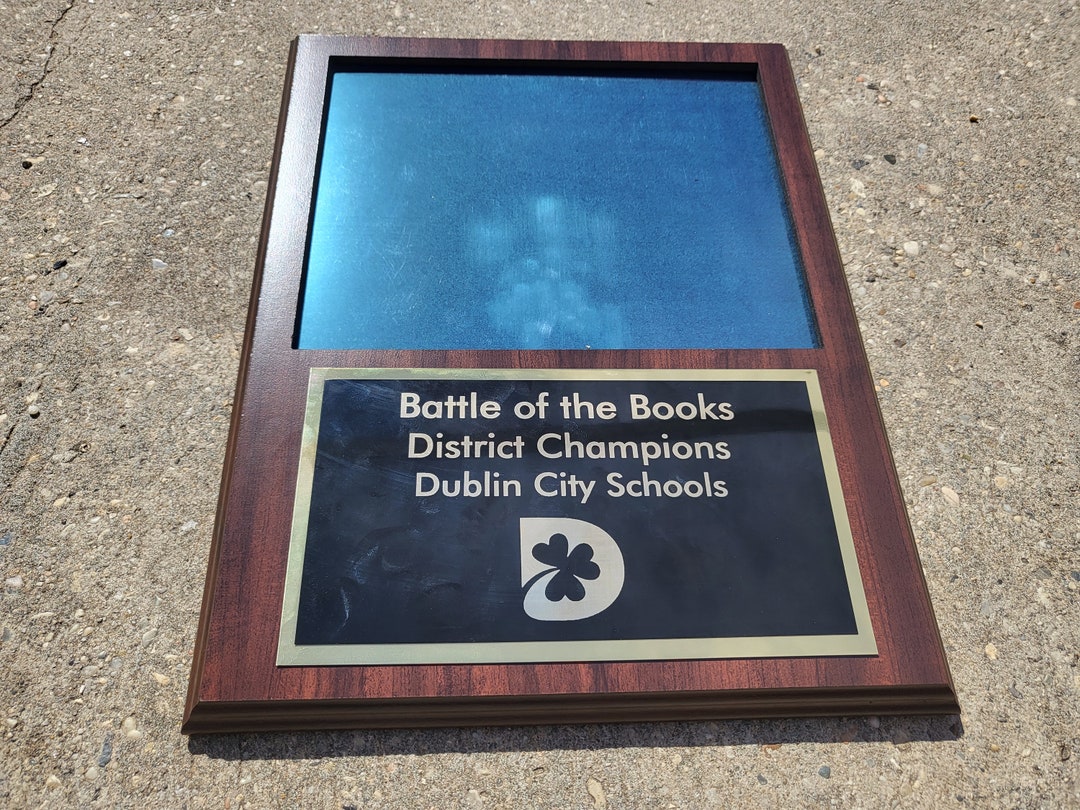 Battle of the Books
District Champions
Dublin City Schools
D